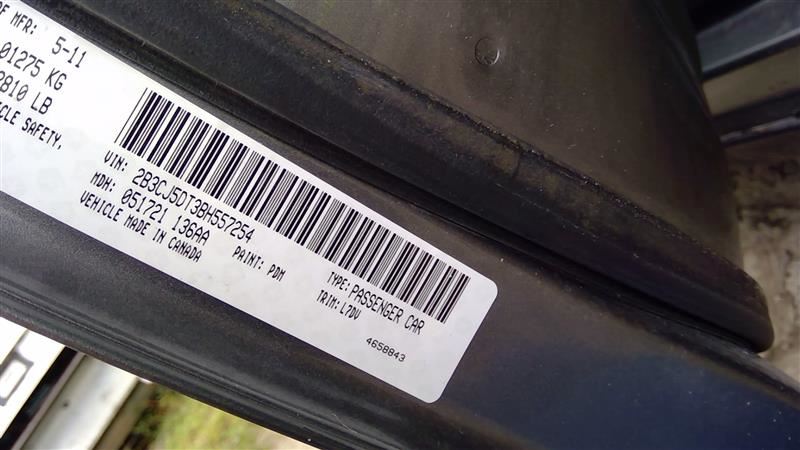 MFR: 5-11
01275 KG
2810 LB
SAFETY,
VIN: 2B3CJ5DT3BH557254
MDH: 051721 136AA
VEHICLE MADE IN CANADA
PAINT: PDM
TYPE: PASSENGER CAR
TRIM: L7DV
4658843